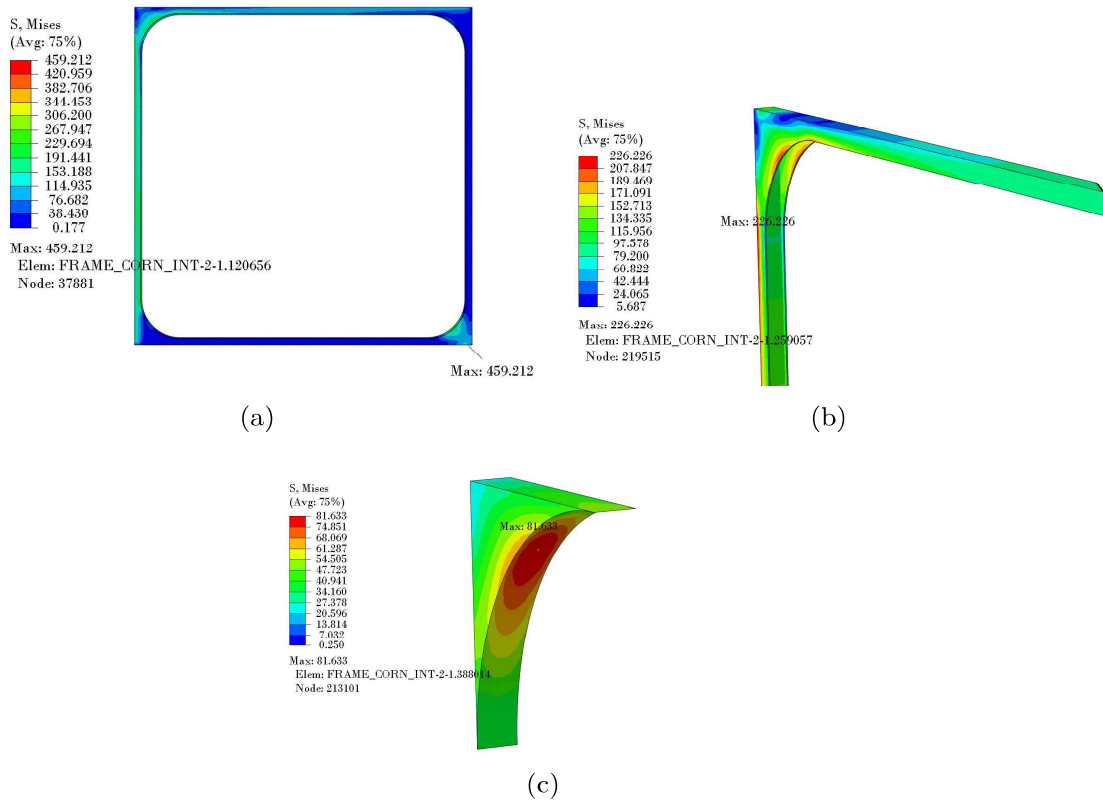 S, Mises
(Avg: 75%)
459.212
420.959
382.706
344.453
306.200
267.947
229.694
191.441
153.188
114.935
76.682
38.430
0.177
Max: 459.212
Elem: FRAME_CORN_INT-2-1.120656
Node: 37881
Max: 459.212
(a)
S, Mises
(Avg: 75%)
226.226
207.847
189.469
171.091
152.713
134.335
115.956
97.578
79.200
60.822
42.444
24.065
5.687
Max: 226.226
Elem: FRAME_CORN_INT-2-1.259057
Node: 219515
Max: 226.226
(b)
S, Mises
(Avg: 75%)
81.633
74.851
68.069
61.287
54.505
47.723
40.941
34.160
27.378
20.596
13.814
7.032
0.250
Max: 81.633
Elem: FRAME_CORN_INT-2-1.388014
Node: 213101
Max: 81.633
(c)